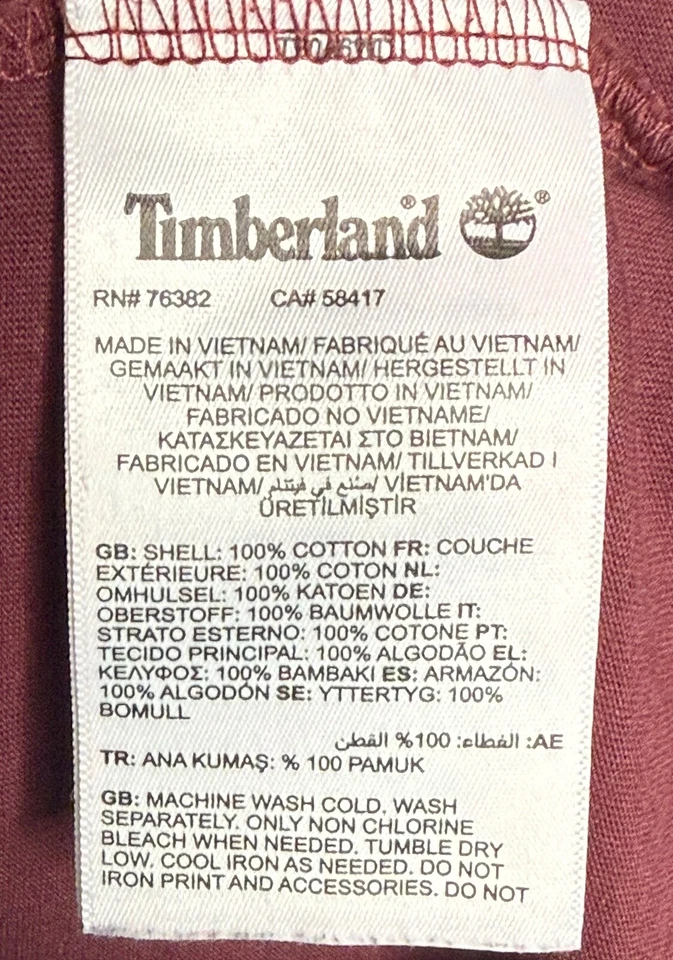 Timberland® ®
RN# 76382 CA# 58417
MADE IN VIETNAM/ FABRIQUÉ AU VIETNAM/
GEMAAKT IN VIETNAM/ HERGESTELLT IN
VIETNAM/ PRODOTTO IN VIETNAM/
FABRICADO NO VIETNAME/
ΚΑΤΑΣΚΕΥΑΖΕΤΑΙ ΣΤΟ ΒΙΕΤΝΑΜ/
FABRICADO EN VIETNAM/ TILLVERKAD I
VIETNAM/ صنع في فيتنام/ VİETNAM'DA
ÜRETİLMİŞTİR
GB: SHELL: 100% COTTON FR: COUCHE
EXTÉRIEURE: 100% COTON NL:
OMHULSEL: 100% KATOEN DE:
OBERSTOFF: 100% BAUMWOLLE IT:
STRATO ESTERNO: 100% COTONE PT:
TECIDO PRINCIPAL: 100% ALGODÃO EL:
ΚΕΛΥΦΟΣ: 100% ΒΑΜΒΑΚΙ ES: ARMAZÓN:
100% ALGODÓN SE: YTTERTYG: 100%
BOMULL
AE: الغطاء: 100% القطن
TR: ANA KUMAŞ: % 100 PAMUK
GB: MACHINE WASH COLD. WASH
SEPARATELY. ONLY NON CHLORINE
BLEACH WHEN NEEDED. TUMBLE DRY
LOW. COOL IRON AS NEEDED. DO NOT
IRON PRINT AND ACCESSORIES. DO NOT